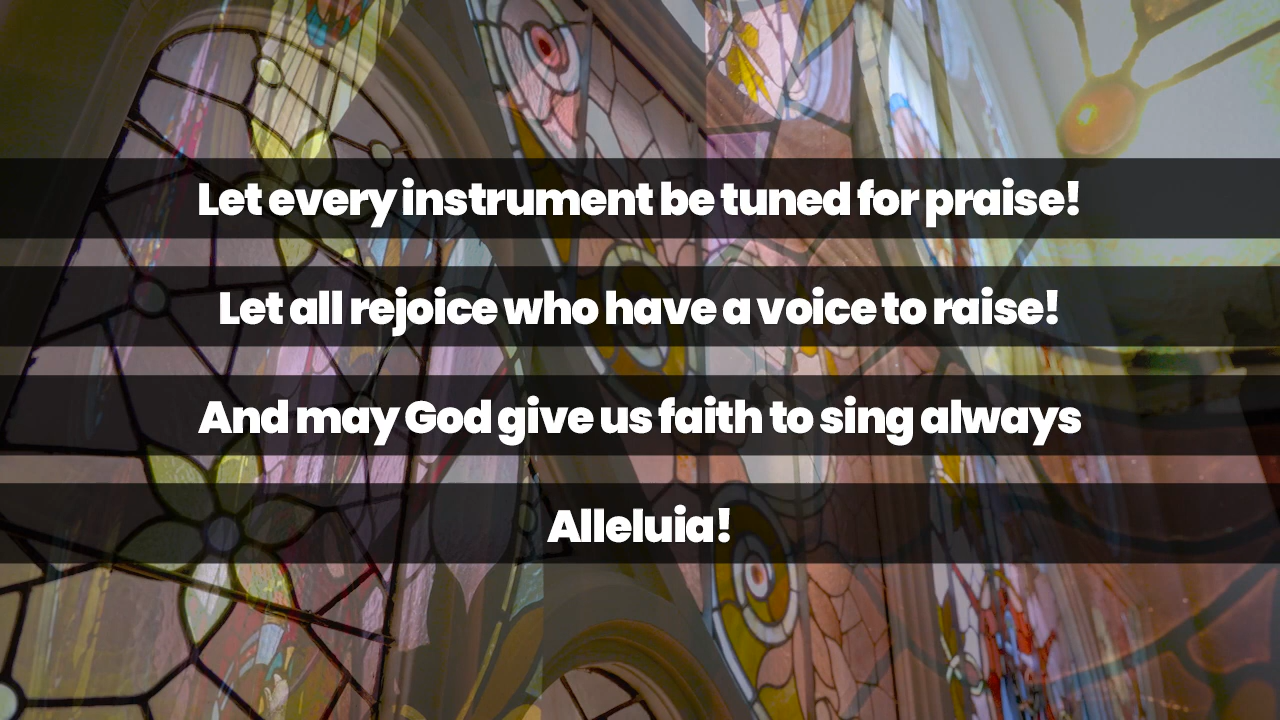 Let every instrument be tuned for praise!
Let all rejoice who have a voice to raise!
And may God give us faith to sing always
Alleluia!